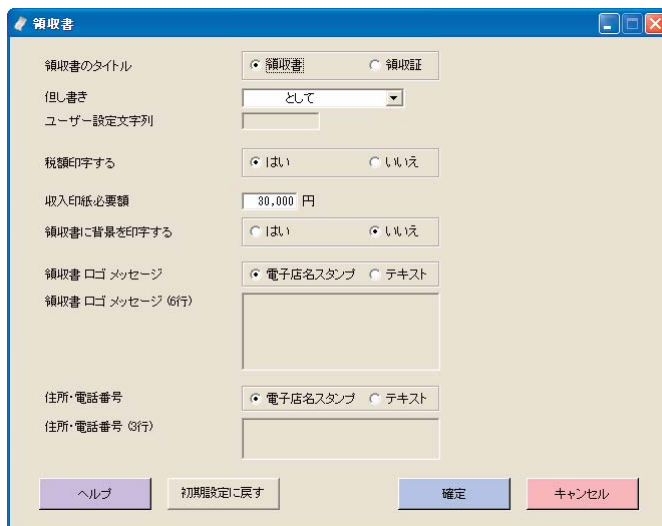 領収書
領収書のタイトル 領収書 領収証
但し書き として
ユーザー設定文字列
税額印字する はい いいえ
収入印紙必要額 30,000 円
領収書に背景を印字する はい いいえ
領収書 ロゴ メッセージ 電子店名スタンプ テキスト
領収書 ロゴ メッセージ (6行)
住所・電話番号 電子店名スタンプ テキスト
住所・電話番号 (3行)
ヘルプ 初期設定に戻す 確定 キャンセル